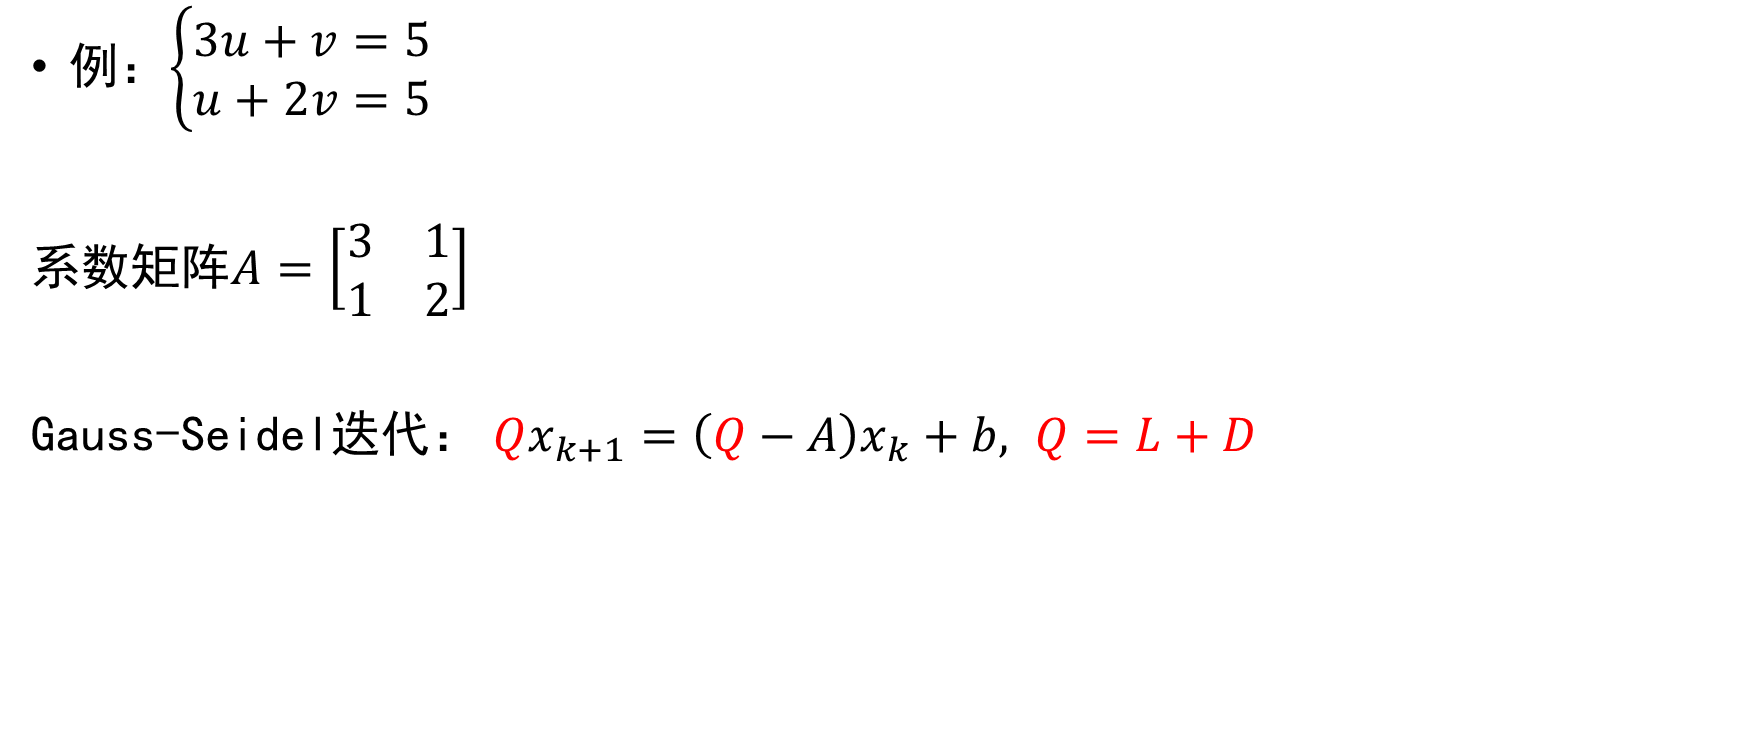 • 例：{3u + v = 5
u + 2v = 5
系数矩阵A = [3 1
1 2]
Gauss-Seidel迭代： Qx_{k+1} = (Q − A)x_k + b, Q = L + D